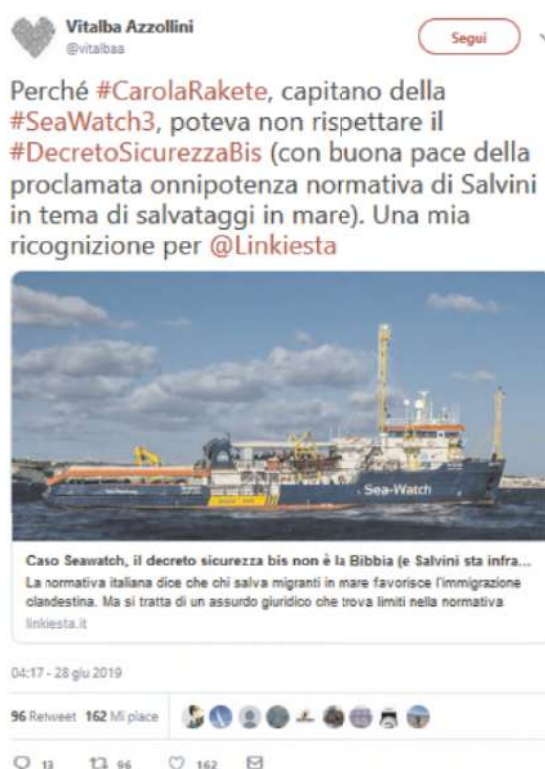 Vitalba Azzollini
@vitalbaa
Segui
Perché #CarolaRakete, capitano della
#SeaWatch3, poteva non rispettare il
#DecretoSicurezzaBis (con buona pace della
proclamata onnipotenza normativa di Salvini
in tema di salvataggi in mare). Una mia
ricognizione per @Linkiesta
Sea-Watch
Caso Seawatch, il decreto sicurezza bis non è la Bibbia (e Salvini sta infra...
La normativa italiana dice che chi salva migranti in mare favorisce l'immigrazione
clandestina. Ma si tratta di un assurdo giuridico che trova limiti nella normativa
linkiesta.it
04:17 - 28 giu 2019
96 Retweet 162 Mi piace
13 96 162